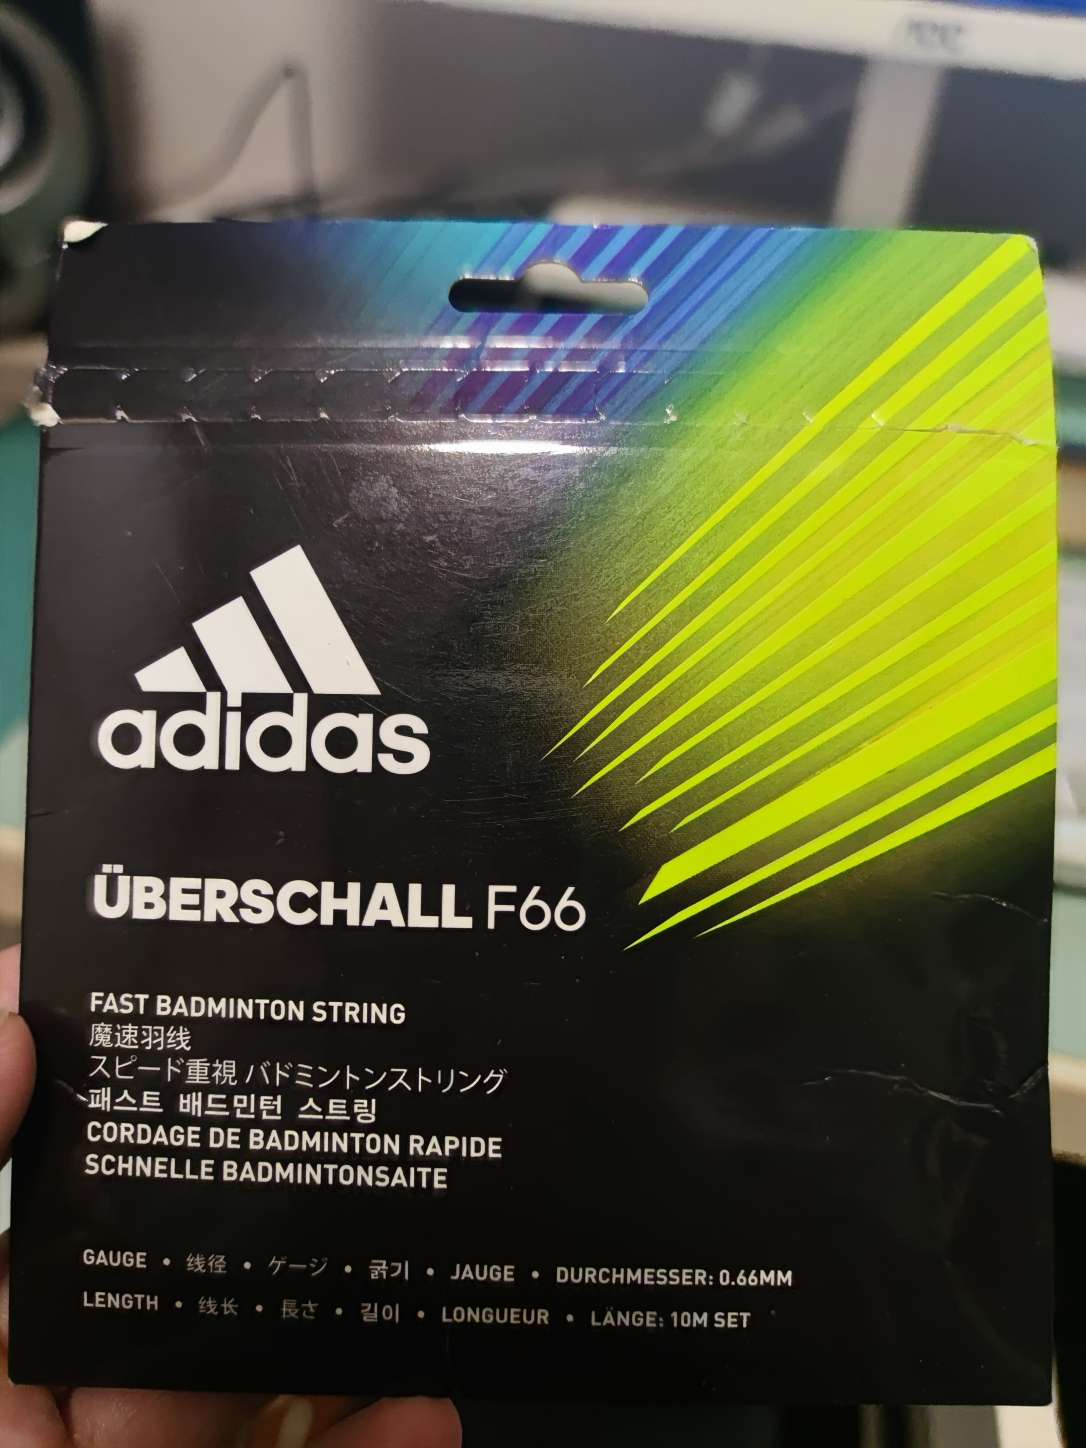 AOC
adidas
ÜBERSCHALL F66
FAST BADMINTON STRING
魔速羽线
スピード重視 バドミントンストリング
패스트 배드민턴 스트링
CORDAGE DE BADMINTON RAPIDE
SCHNELLE BADMINTONSAITE
GAUGE • 线径 • ゲージ • 굵기 • JAUGE • DURCHMESSER: 0.66MM
LENGTH • 线长 • 長さ • 길이 • LONGUEUR • LÄNGE: 10M SET